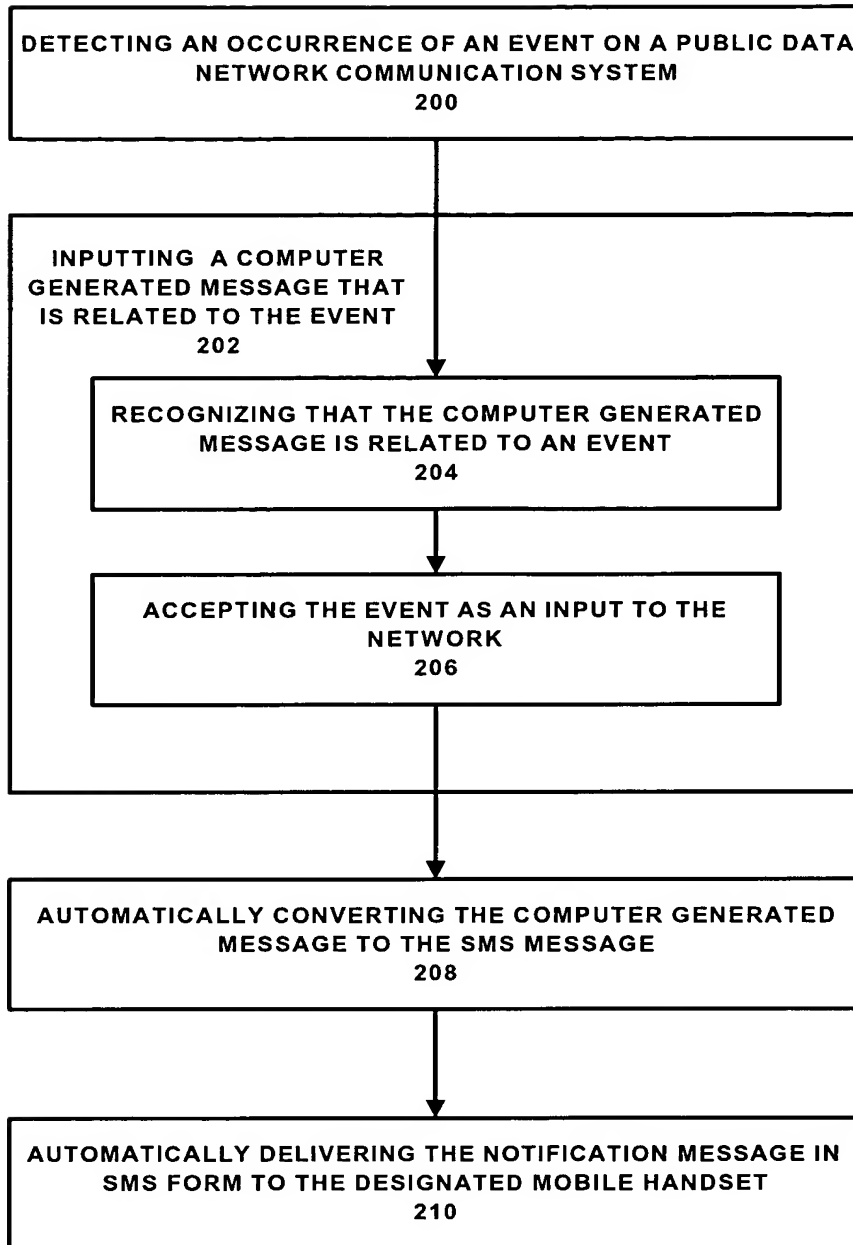 DETECTING AN OCCURRENCE OF AN EVENT ON A PUBLIC DATA
NETWORK COMMUNICATION SYSTEM
200
INPUTTING A COMPUTER
GENERATED MESSAGE THAT
IS RELATED TO THE EVENT
202
RECOGNIZING THAT THE COMPUTER GENERATED
MESSAGE IS RELATED TO AN EVENT
204
ACCEPTING THE EVENT AS AN INPUT TO THE
NETWORK
206
AUTOMATICALLY CONVERTING THE COMPUTER GENERATED
MESSAGE TO THE SMS MESSAGE
208
AUTOMATICALLY DELIVERING THE NOTIFICATION MESSAGE IN
SMS FORM TO THE DESIGNATED MOBILE HANDSET
210